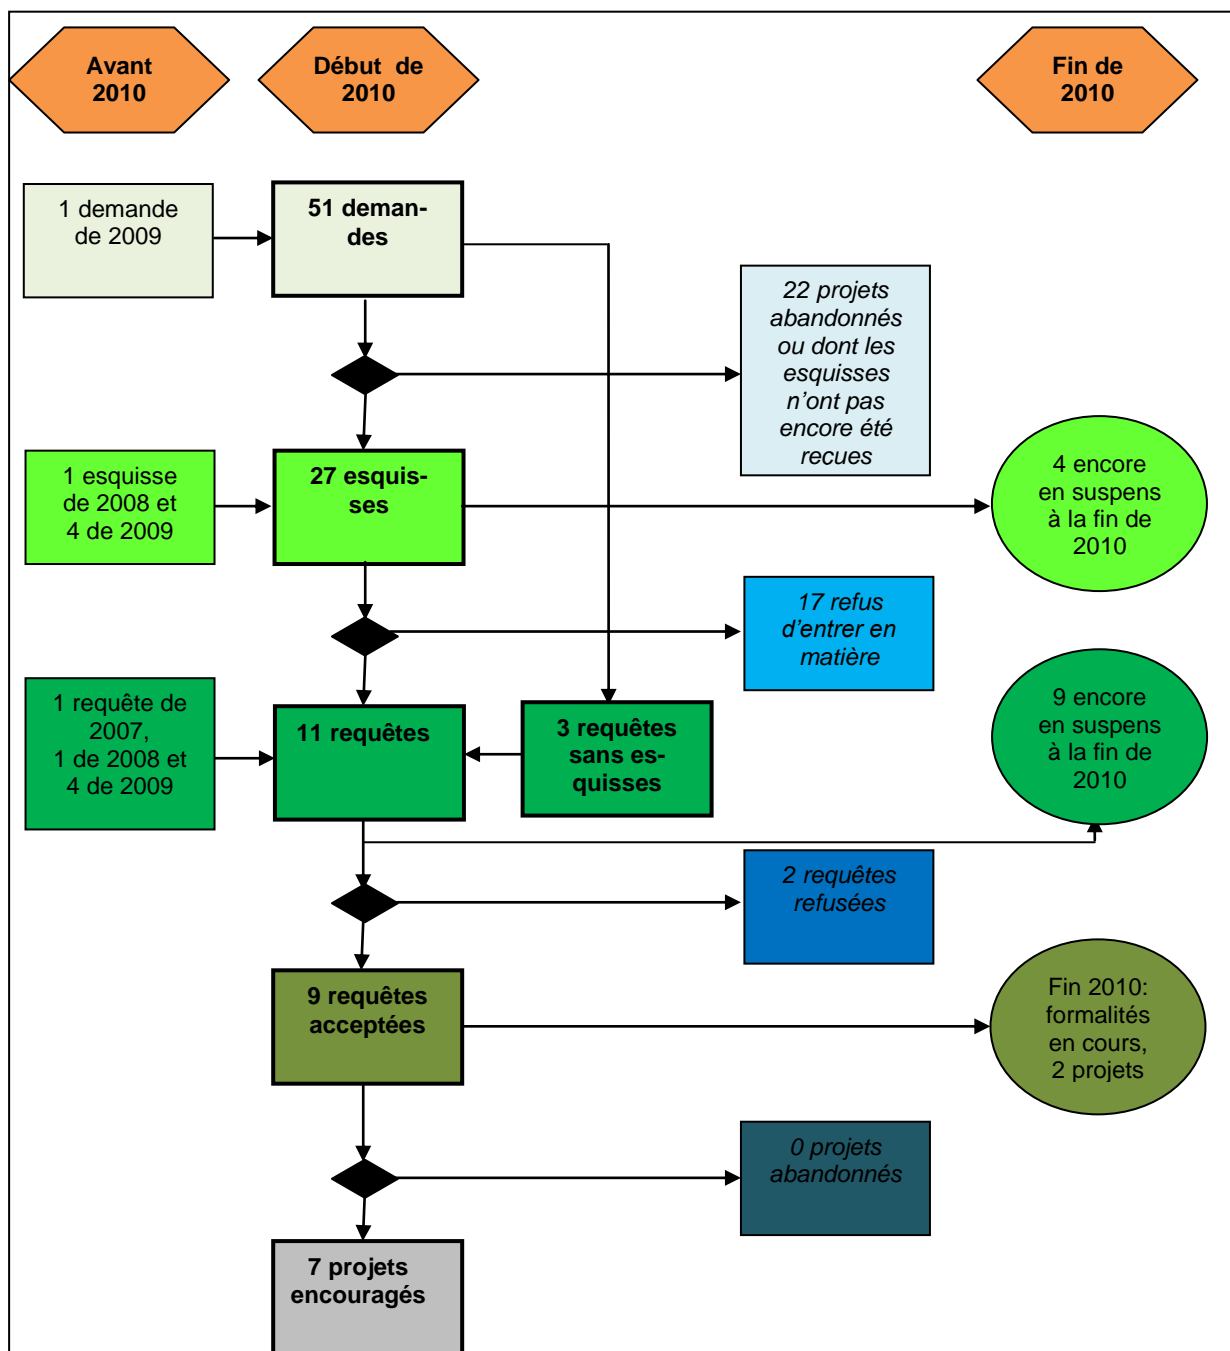 Avant
2010
Début  de
2010
Fin de
2010
1 demande
de 2009
51 deman-
des
22 projets
abandonnés
ou dont les
esquisses
n’ont pas
encore été
recues
1 esquisse
de 2008 et
4 de 2009
27 esquis-
ses
4 encore
en suspens
à la fin de
2010
17 refus
d’entrer en
matière
1 requête de
2007,
1 de 2008 et
4 de 2009
11 requêtes
3 requêtes
sans es-
quisses
9 encore
en suspens
à la fin de
2010
2 requêtes
refusées
9 requêtes
acceptées
Fin 2010:
formalités
en cours,
2 projets
0 projets
abandonnés
7 projets
encouragés